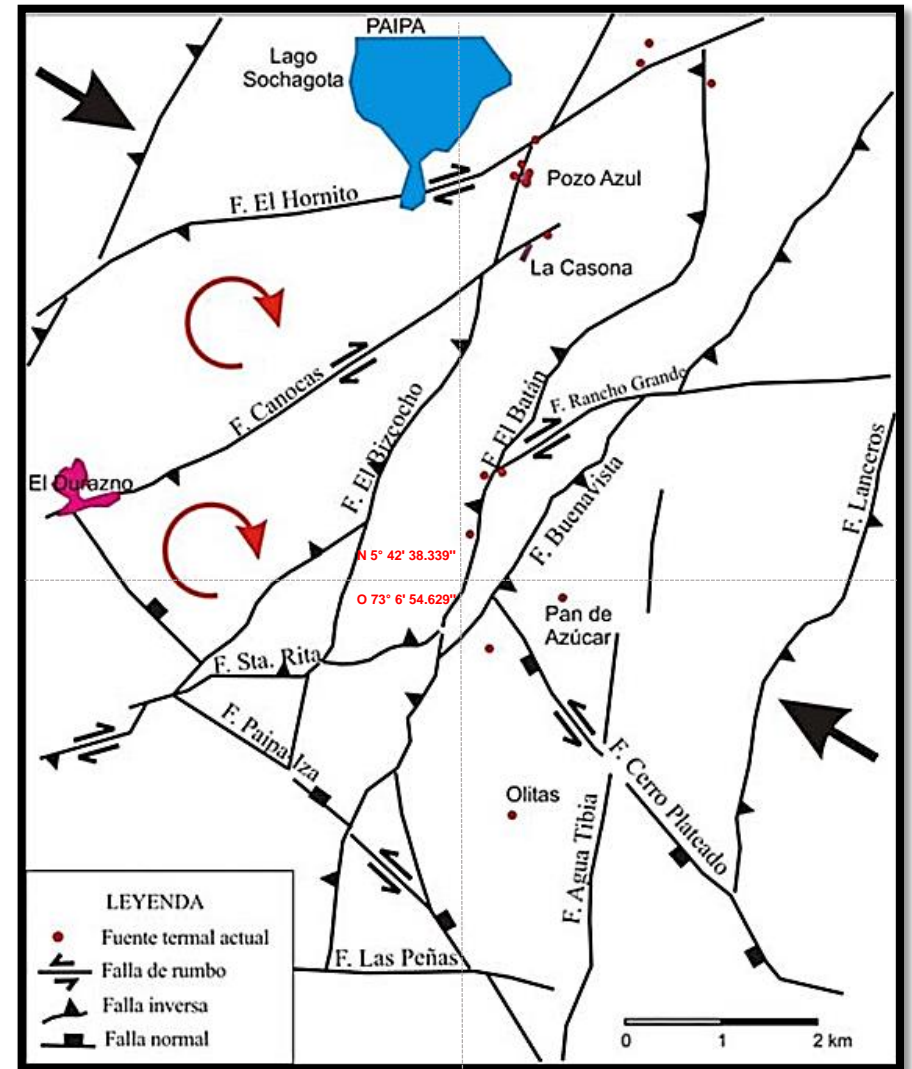 PAIPA
Lago
Sochagota
F. El Hornito
Pozo Azul
La Casona
F. Canocas
F. El Batán
F. Rancho Grande
F. El Bizcocho
El Durazno
F. Buenavista
F. Lanceros
N 5° 42' 38.339''
O 73° 6' 54.629''
Pan de
Azúcar
F. Sta. Rita
F. Paipa-Iza
F. Cerro Plateado
Olitas
F. Agua Tibia
F. Las Peñas
LEYENDA
Fuente termal actual
Falla de rumbo
Falla inversa
Falla normal
0 1 2 km